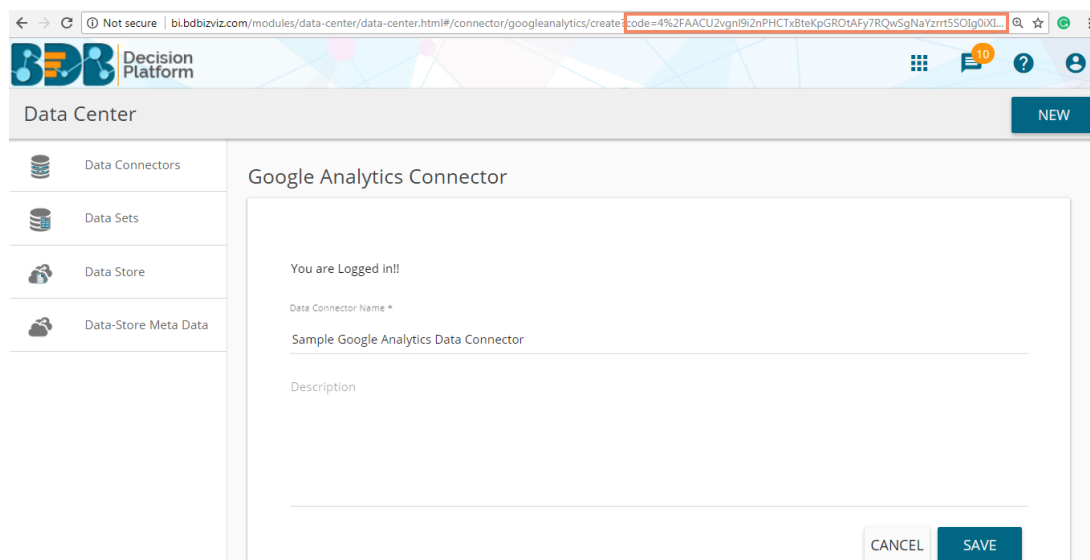 Not secure bi.bdbizviz.com/modules/data-center/data-center.html#/connector/googleanalytics/create?code=4%2FAACU2vgnl9i2nPHCTxBteKpGROtAFy7RQwSgNaYzrrt5SOIg0iXI...
BDB Decision
Platform
10
Data Center
NEW
Data Connectors
Data Sets
Data Store
Data-Store Meta Data
Google Analytics Connector
You are Logged in!!
Data Connector Name *
Sample Google Analytics Data Connector
Description
CANCEL
SAVE